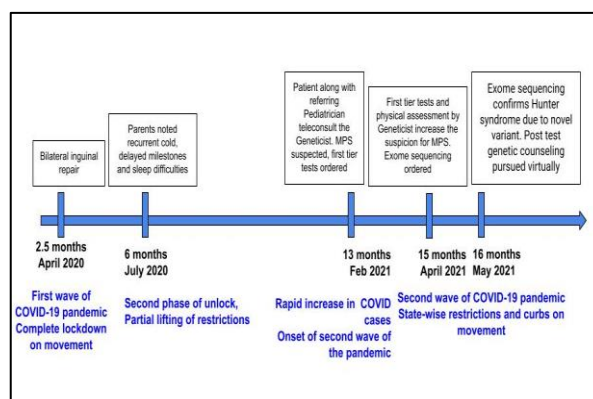 Bilateral inguinal
repair
Parents noted
recurrent cold,
delayed milestones
and sleep difficulties
Patient along with
referring
Pediatrician
teleconsult the
Geneticist. MPS
suspected, first tier
tests ordered
First tier tests and
physical assessment by
Geneticist increase the
suspicion for MPS.
Exome sequencing
ordered
Exome sequencing
confirms Hunter
syndrome due to novel
variant. Post test
genetic counseling
pursued virtually
2.5 months
April 2020
6 months
July 2020
13 months
Feb 2021
15 months
April 2021
16 months
May 2021
First wave of
COVID-19 pandemic
Complete lockdown
on movement
Second phase of unlock,
Partial lifting of restrictions
Rapid increase in COVID
cases
Onset of second wave of
the pandemic
Second wave of COVID-19 pandemic
State-wise restrictions and curbs on
movement